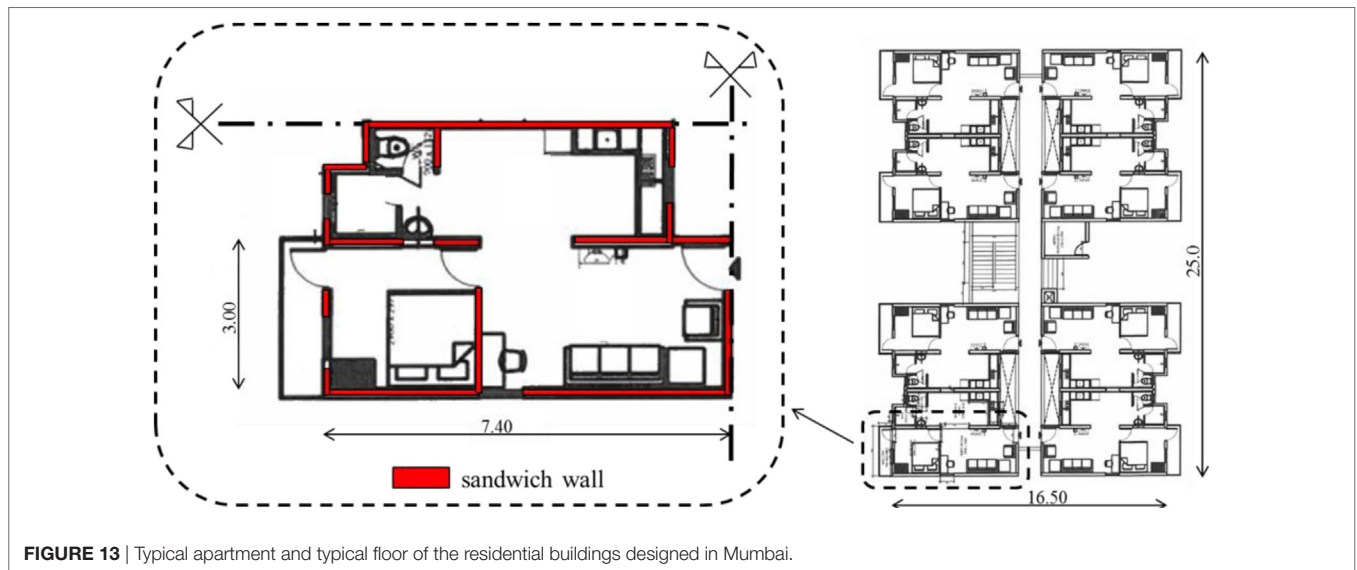 3.00
7.40
sandwich wall
25.0
16.50
FIGURE 13 | Typical apartment and typical floor of the residential buildings designed in Mumbai.